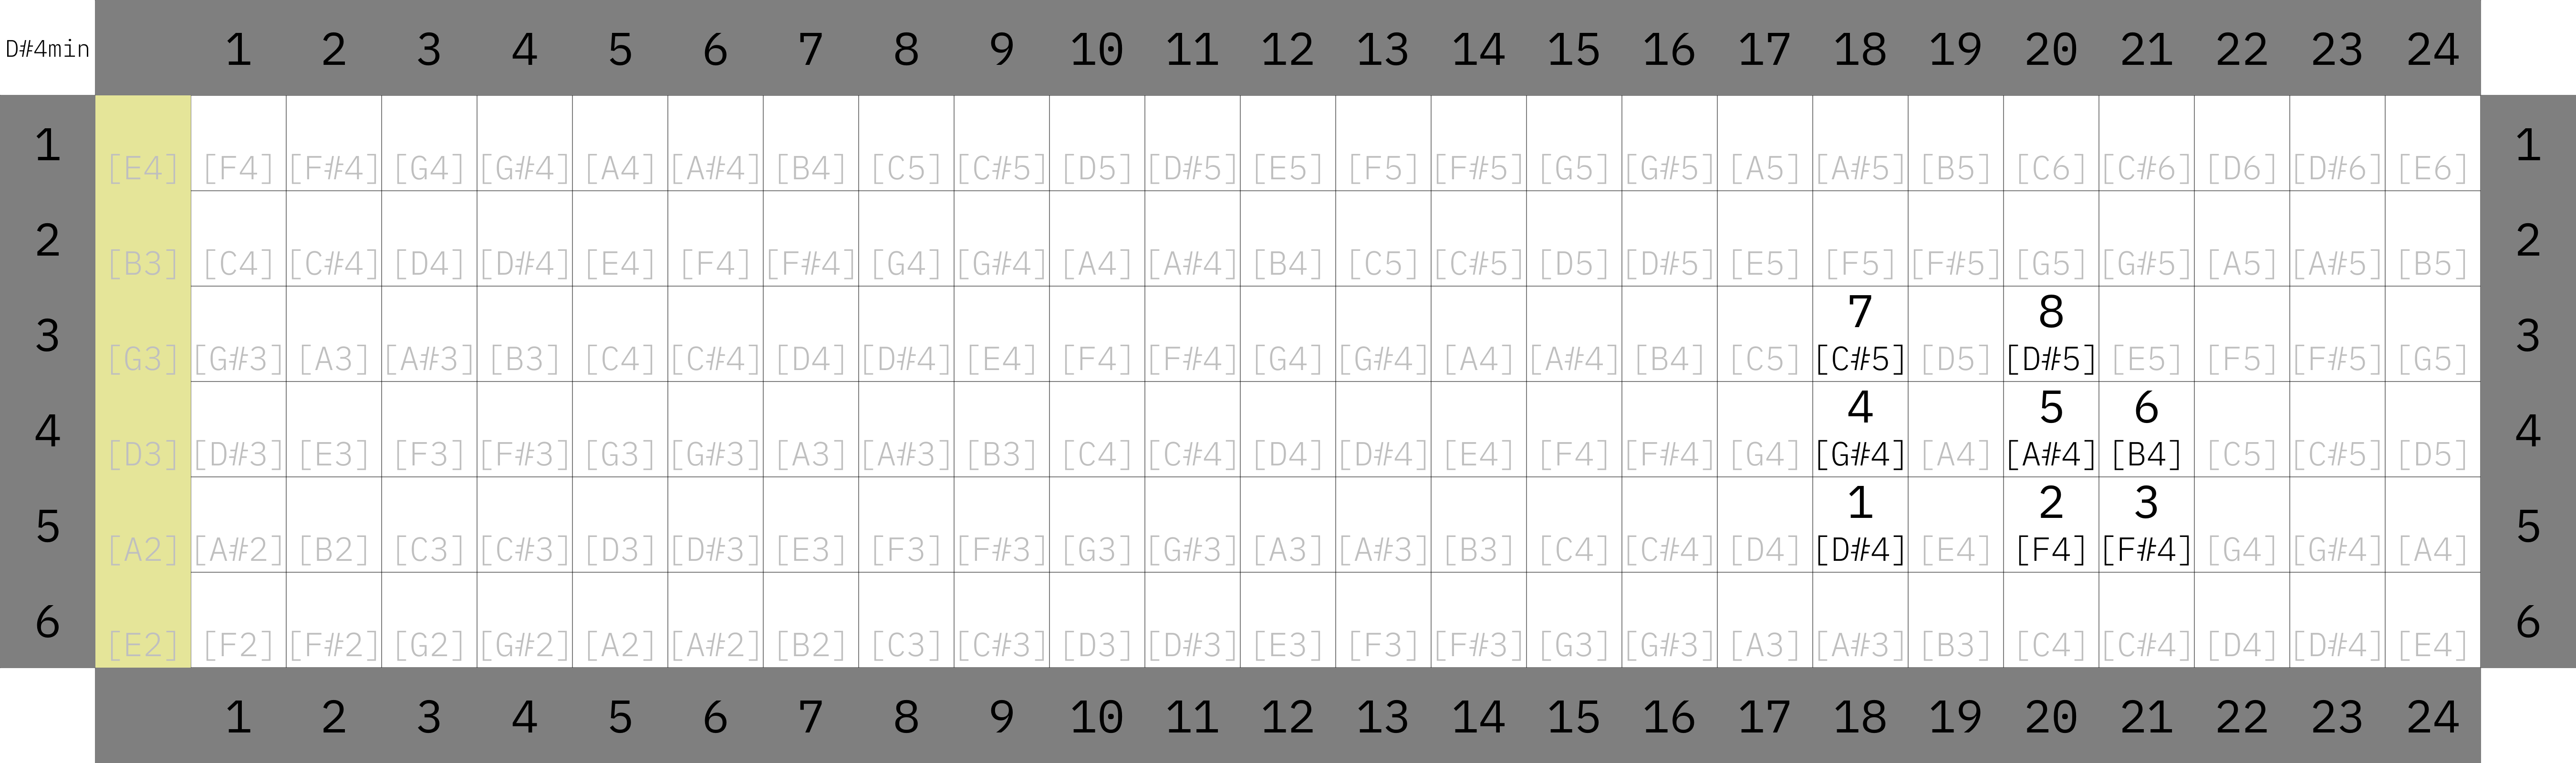 D#4min 1 2 3 4 5 6 7 8 9 10 11 12 13 14 15 16 17 18 19 20 21 22 23 24
7 8
1 [E4] [F4] [F#4] [G4] [G#4] [A4] [A#4] [B4] [C5] [C#5] [D5] [D#5] [E5] [F5] [F#5] [G5] [G#5] [A5] [A#5] [B5] [C6] [C#6] [D6] [D#6] [E6] 1
2 [B3] [C4] [C#4] [D4] [D#4] [E4] [F4] [F#4] [G4] [G#4] [A4] [A#4] [B4] [C5] [C#5] [D5] [D#5] [E5] [F5] [F#5] [G5] [G#5] [A5] [A#5] [B5] 2
3 [G3] [G#3] [A3] [A#3] [B3] [C4] [C#4] [D4] [D#4] [E4] [F4] [F#4] [G4] [G#4] [A4] [A#4] [B4] [C5] [C#5] [D5] [D#5] [E5] [F5] [F#5] [G5] 3
4 5 6
4 [D3] [D#3] [E3] [F3] [F#3] [G3] [G#3] [A3] [A#3] [B3] [C4] [C#4] [D4] [D#4] [E4] [F4] [F#4] [G4] [G#4] [A4] [A#4] [B4] [C5] [C#5] [D5] 4
1 2 3
5 [A2] [A#2] [B2] [C3] [C#3] [D3] [D#3] [E3] [F3] [F#3] [G3] [G#3] [A3] [A#3] [B3] [C4] [C#4] [D4] [D#4] [E4] [F4] [F#4] [G4] [G#4] [A4] 5
6 [E2] [F2] [F#2] [G2] [G#2] [A2] [A#2] [B2] [C3] [C#3] [D3] [D#3] [E3] [F3] [F#3] [G3] [G#3] [A3] [A#3] [B3] [C4] [C#4] [D4] [D#4] [E4] 6
1 2 3 4 5 6 7 8 9 10 11 12 13 14 15 16 17 18 19 20 21 22 23 24